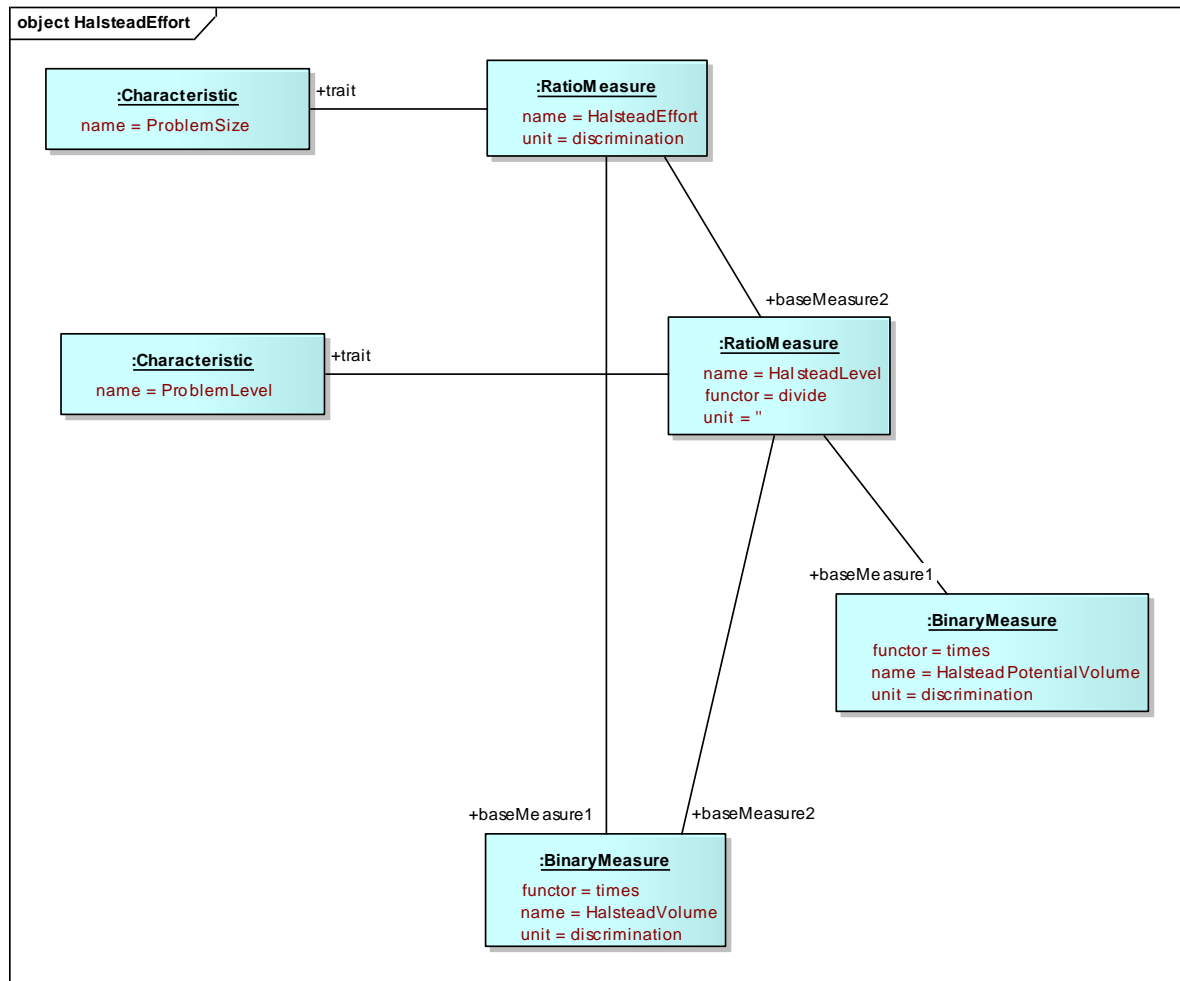 object HalsteadEffort
:Characteristic
name = ProblemSize
+trait
:RatioMeasure
name = HalsteadEffort
unit = discrimination
+baseMeasure2
:Characteristic
name = ProblemLevel
+trait
:RatioMeasure
name = HalsteadLevel
functor = divide
unit = ''
+baseMeasure1
:BinaryMeasure
functor = times
name = HalsteadPotentialVolume
unit = discrimination
+baseMeasure1
+baseMeasure2
:BinaryMeasure
functor = times
name = HalsteadVolume
unit = discrimination